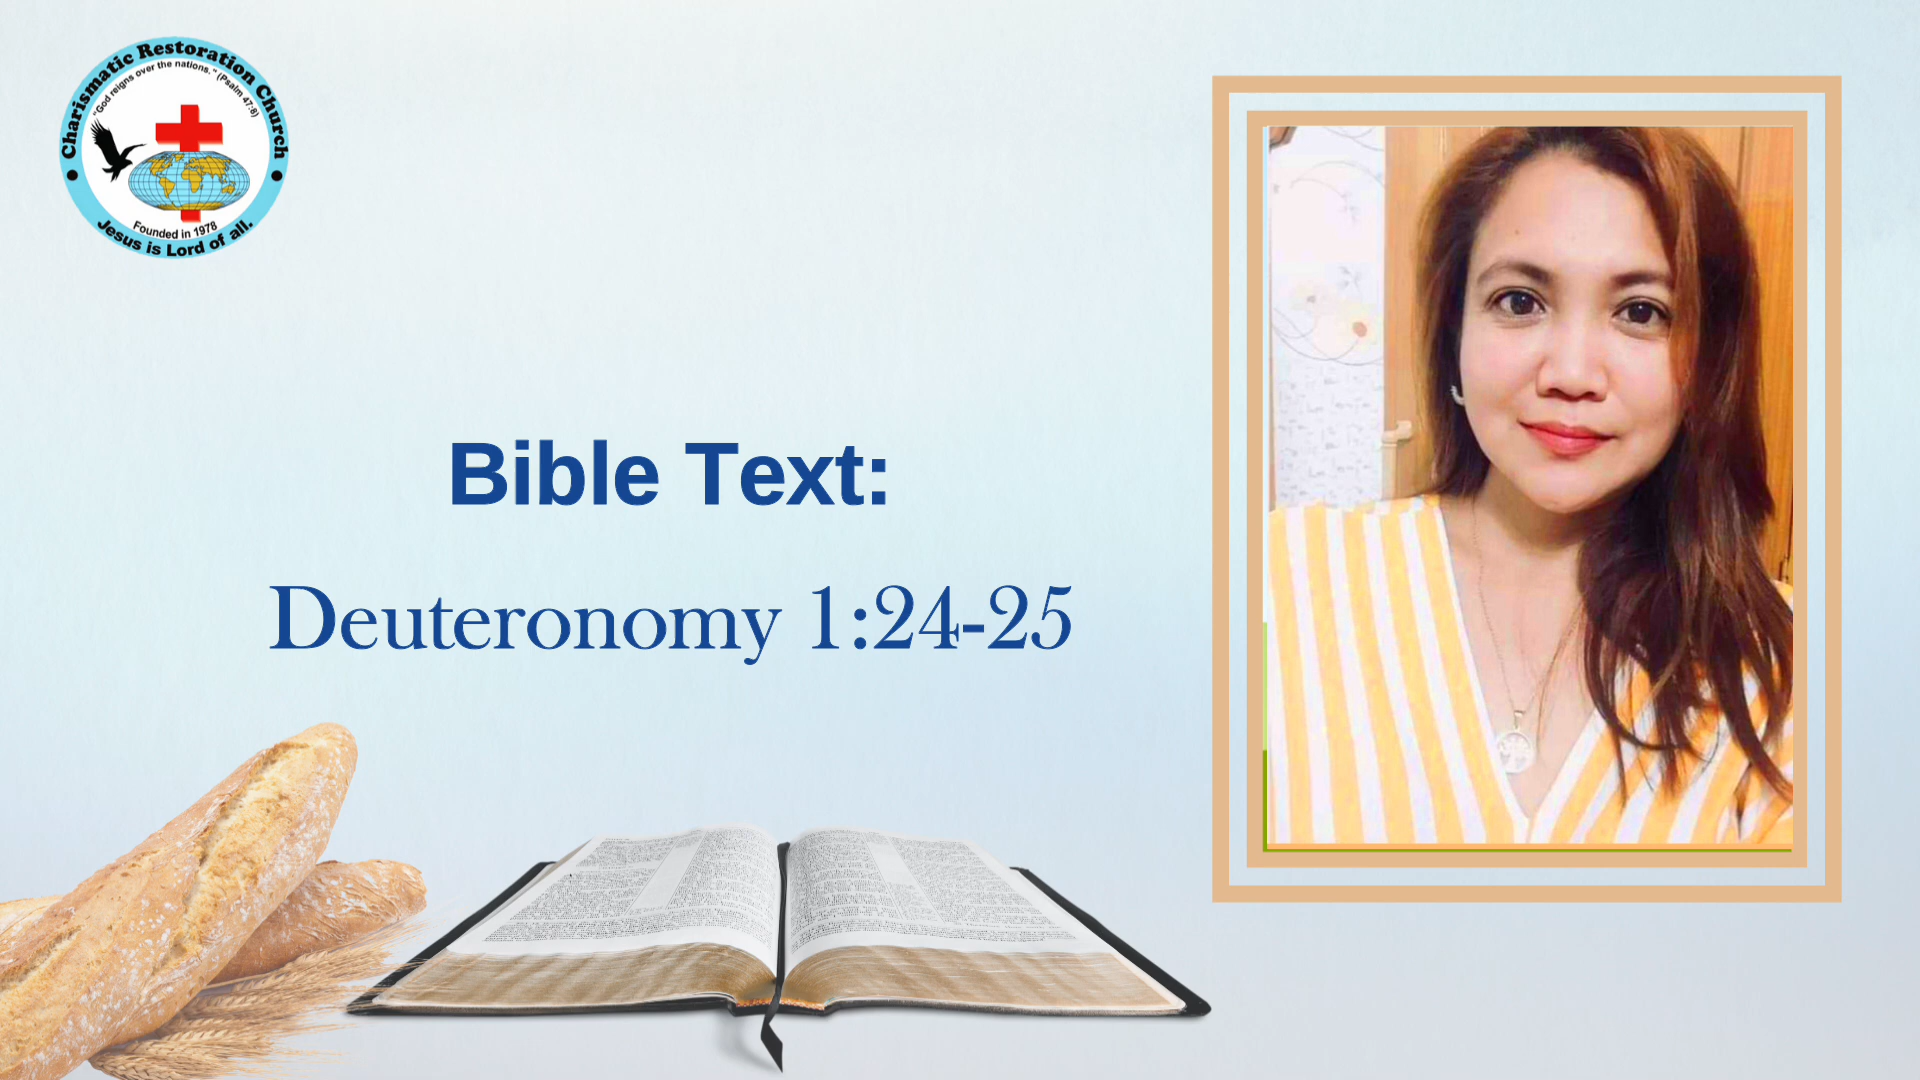 Charismatic Restoration Church
"God reigns over the nations." (Psalm 47:8)
Founded in 1978
Jesus is Lord of all.
Bible Text:
Deuteronomy 1:24-25